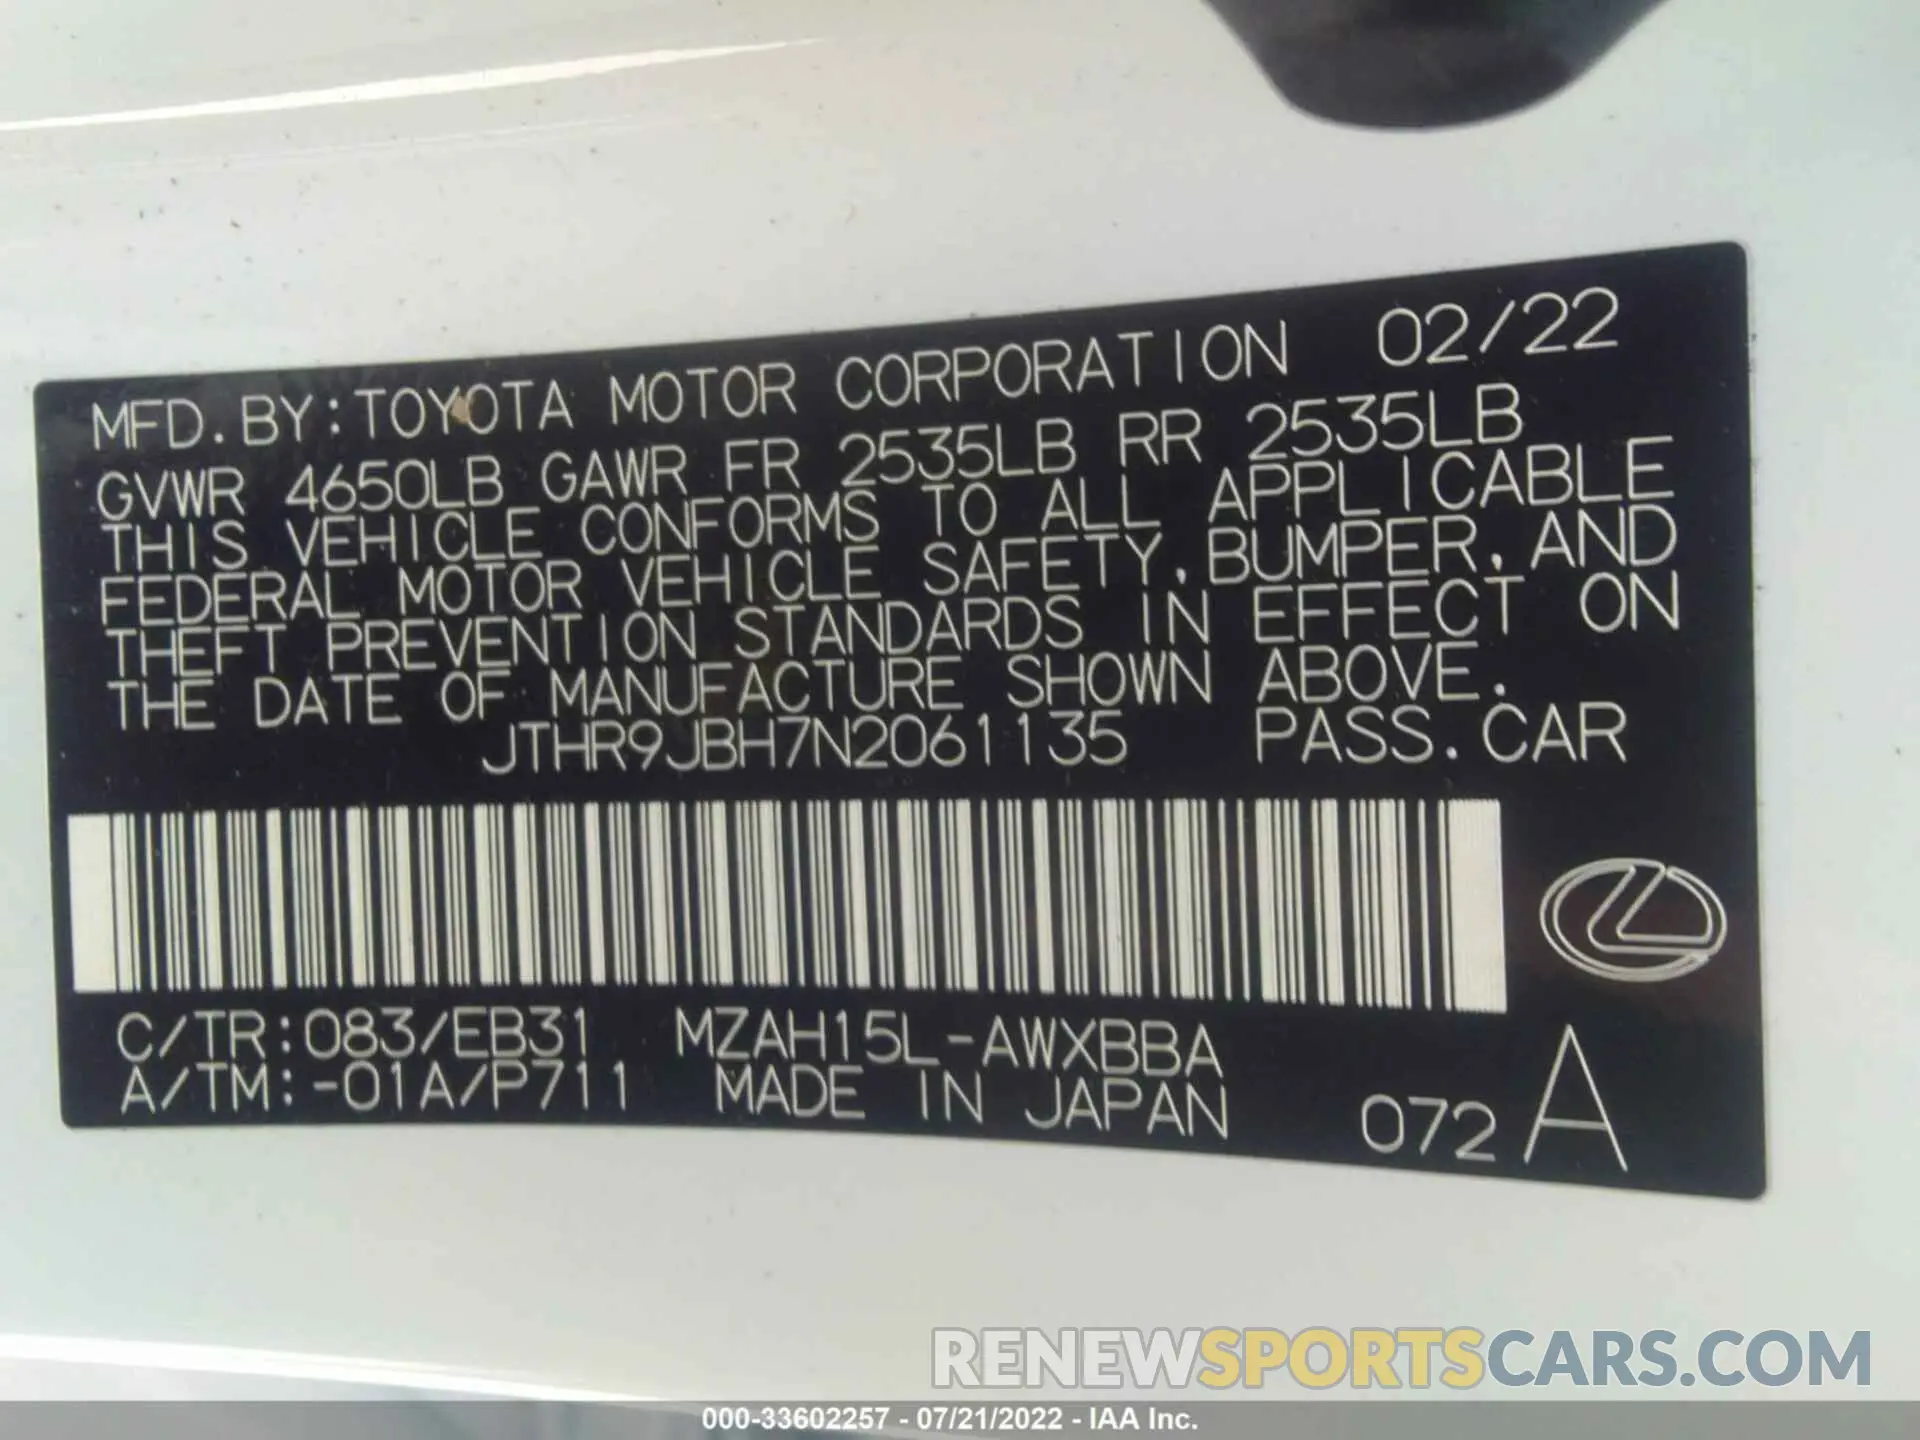 MFD. BY: TOYOTA MOTOR CORPORATION 02/22
GVWR 4650LB GAWR FR 2535LB RR 2535LB
THIS VEHICLE CONFORMS TO ALL APPLICABLE
FEDERAL MOTOR VEHICLE SAFETY, BUMPER, AND
THEFT PREVENTION STANDARDS IN EFFECT ON
THE DATE OF MANUFACTURE SHOWN ABOVE.
JTHR9JBH7N2061135 PASS. CAR
C/TR: 083/EB31 MZAH15L-AWXBBA
A/TM: -01A/P711 MADE IN JAPAN 072 A
RENEWSPORTSCARS.COM
000-33602257 - 07/21/2022 - IAA Inc.